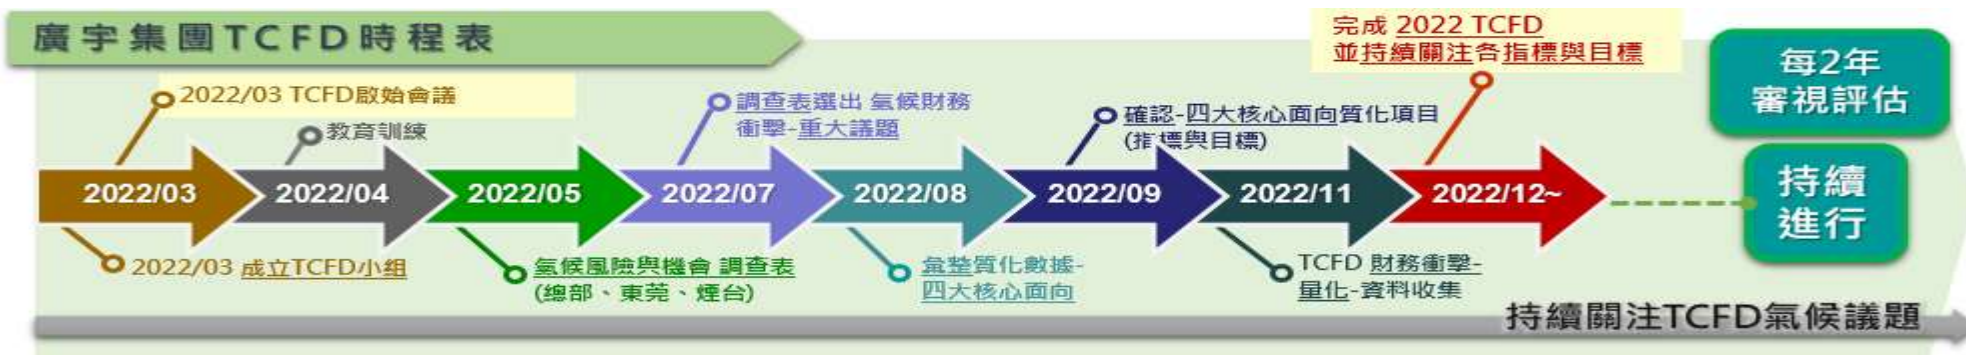 廣宇集團TCFD時程表
2022/03 TCFD啟始會議
教育訓練
調查表選出 氣候財務
衝擊-重大議題
確認-四大核心面向質化項目
(指標與目標)
完成 2022 TCFD
並持續關注各指標與目標
每2年
審視評估
2022/03
2022/04
2022/05
2022/07
2022/08
2022/09
2022/11
2022/12~
持續
進行
2022/03 成立TCFD小組
氣候風險與機會 調查表
(總部、東莞、煙台)
彙整質化數據-
四大核心面向
TCFD 財務衝擊-
量化-資料收集
持續關注TCFD氣候議題